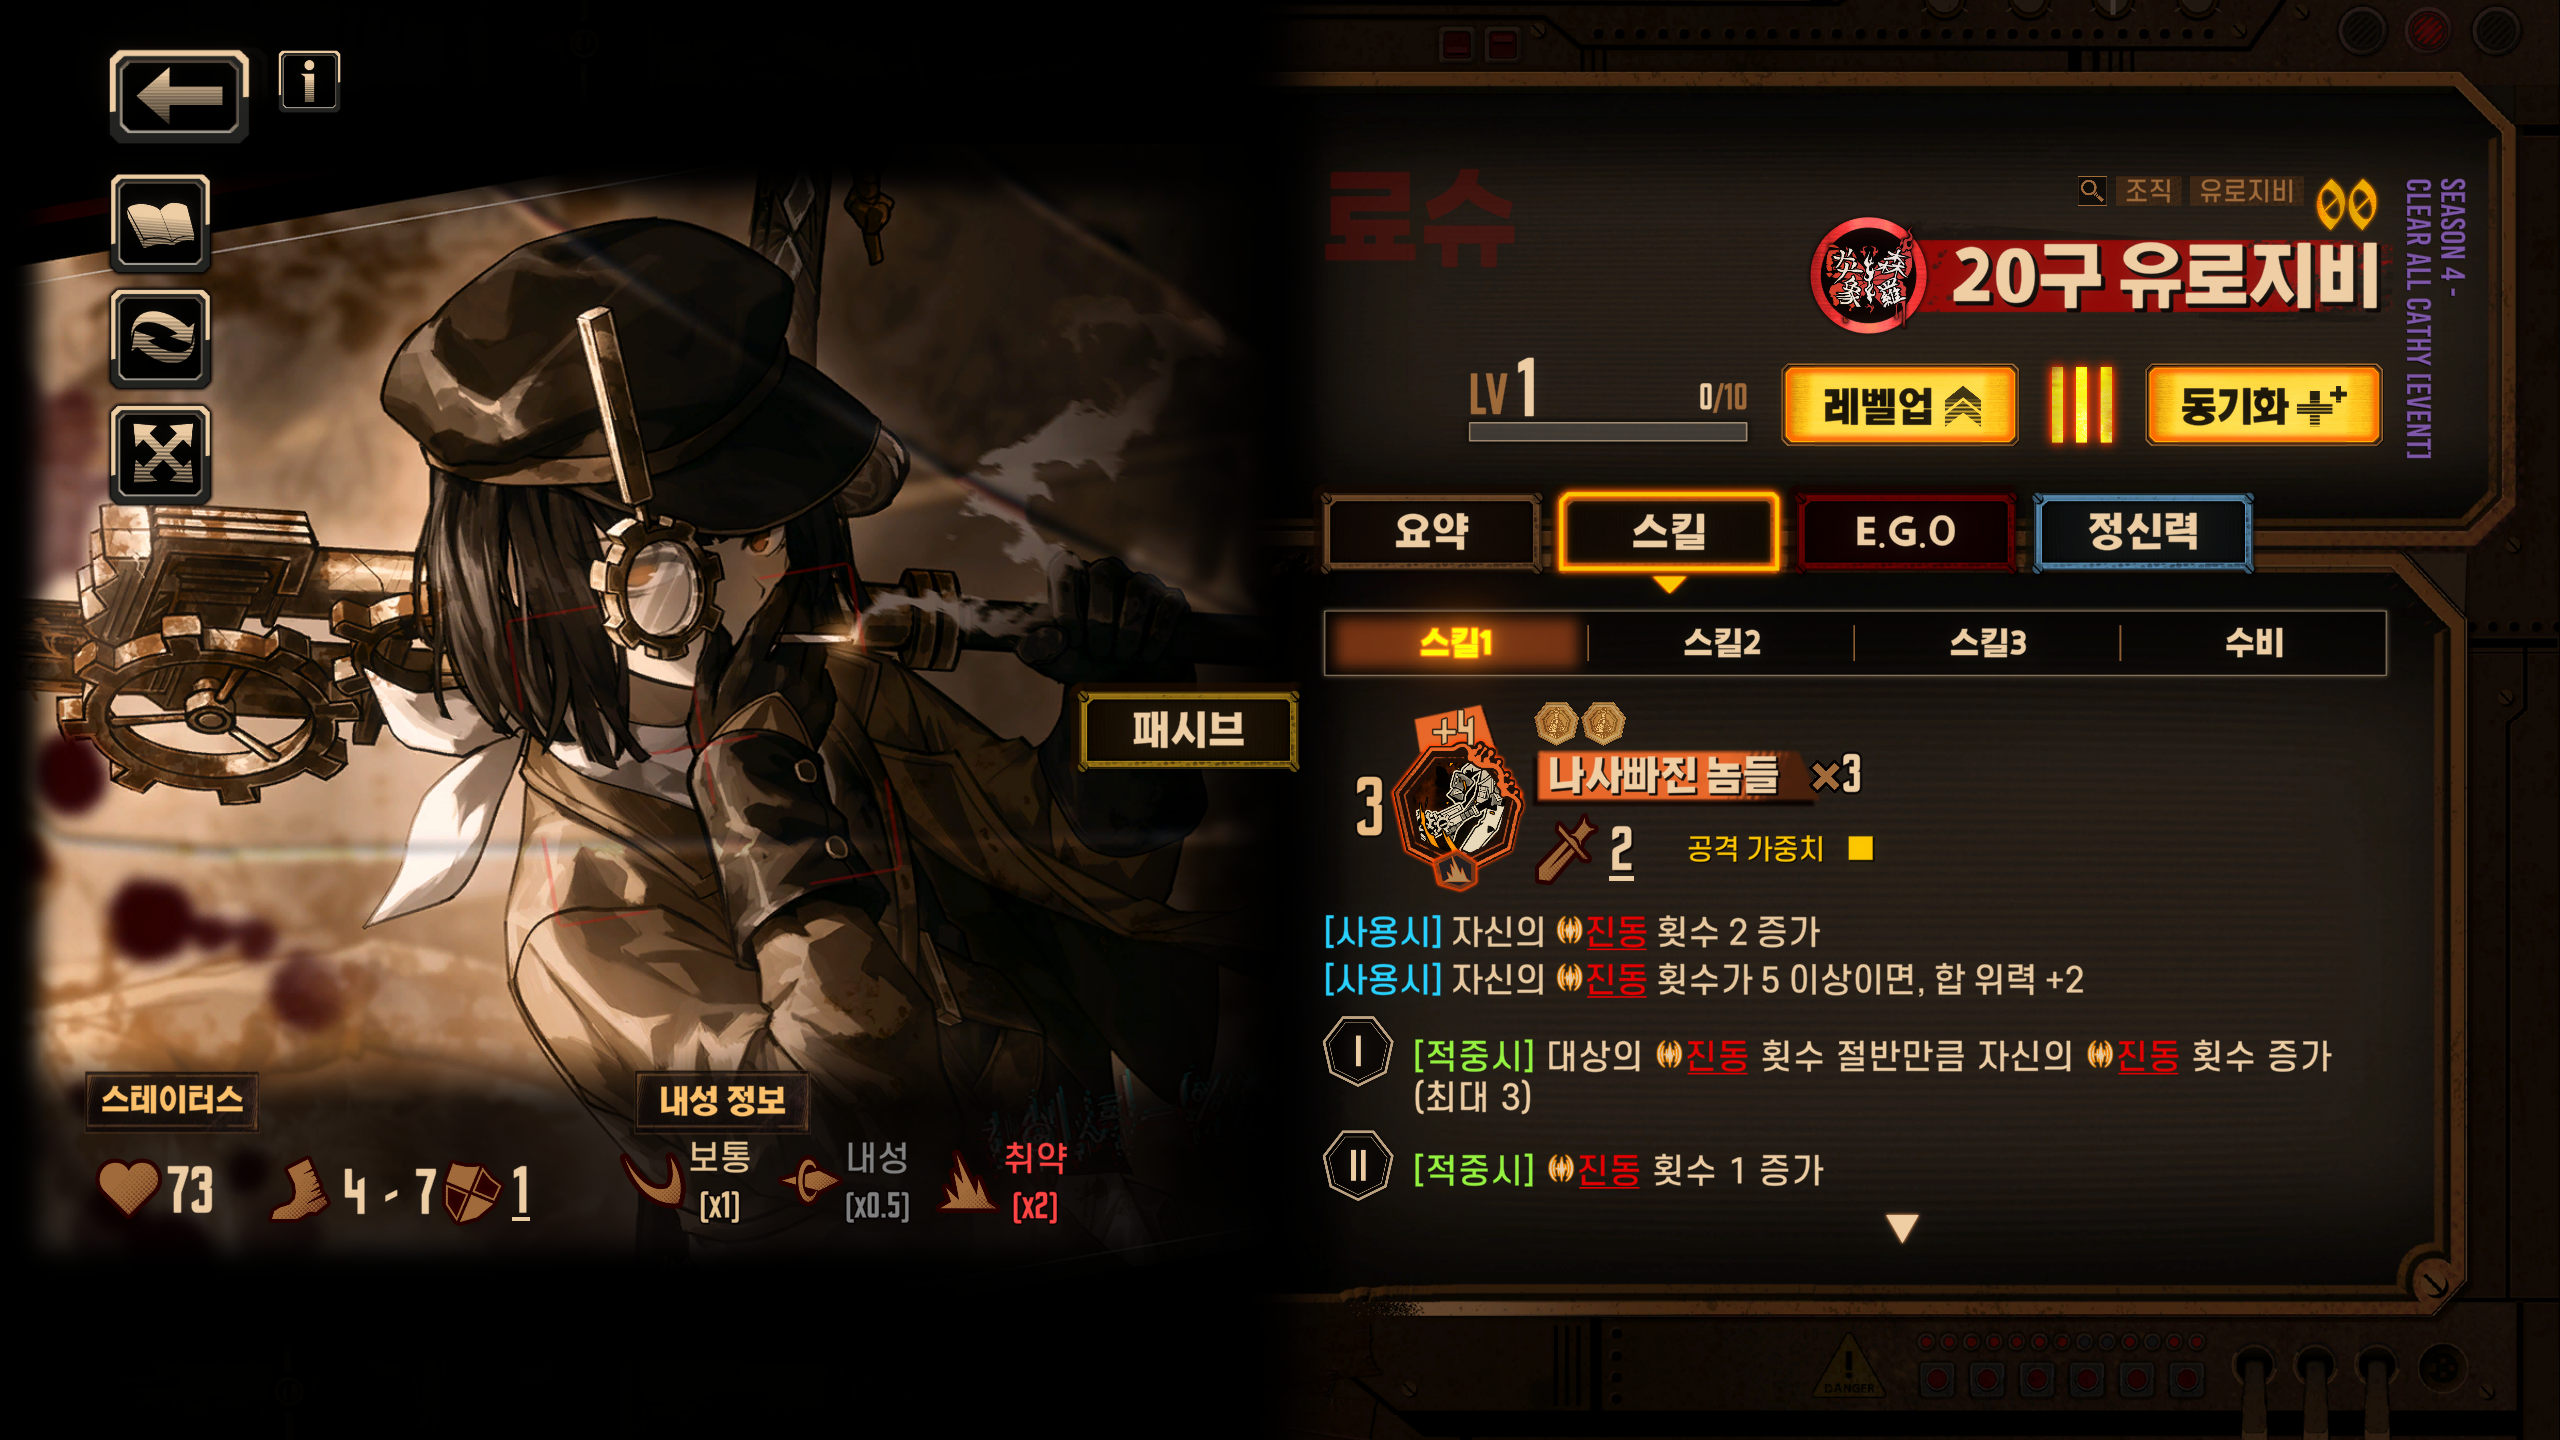 료슈
조직 유로지비
20구 유로지비
SEASON 4 -
CLEAR ALL CATHY [EVENT]
LV 1 0/10
레벨업
동기화
요약 스킬 E.G.O 정신력
스킬1 스킬2 스킬3 수비
패시브
+4
3
나사빠진 놈들 ×3
2 공격 가중치
[사용시] 자신의 진동 횟수 2 증가
[사용시] 자신의 진동 횟수가 5 이상이면, 합 위력 +2
I [적중시] 대상의 진동 횟수 절반만큼 자신의 진동 횟수 증가
(최대 3)
II [적중시] 진동 횟수 1 증가
스테이터스
73 4 - 7 1
내성 정보
보통 내성 취약
[x1] [x0.5] [x2]
DANGER